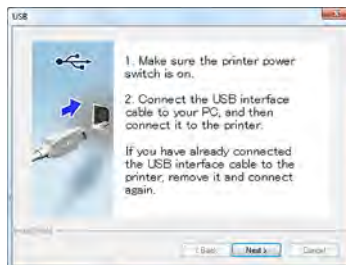 USB
1. Make sure the printer power
switch is on.
2. Connect the USB interface
cable to your PC, and then
connect it to the printer.
If you have already connected
the USB interface cable to the
printer, remove it and connect
again.
< Back Next > Cancel